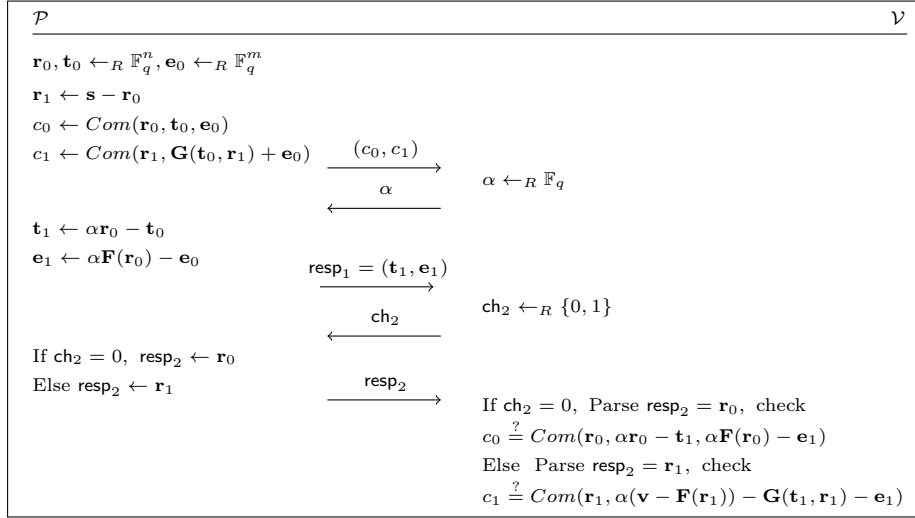 𝒫 𝒱
r₀, t₀ ←_R 𝔽_q^n, e₀ ←_R 𝔽_q^m
r₁ ← s − r₀
c₀ ← Com(r₀, t₀, e₀)
c₁ ← Com(r₁, G(t₀, r₁) + e₀) (c₀, c₁)
α ←_R 𝔽_q
α
t₁ ← αr₀ − t₀
e₁ ← αF(r₀) − e₀
resp₁ = (t₁, e₁)
ch₂ ←_R {0, 1}
ch₂
If ch₂ = 0, resp₂ ← r₀
Else resp₂ ← r₁ resp₂
If ch₂ = 0, Parse resp₂ = r₀, check
c₀ ≟ Com(r₀, αr₀ − t₁, αF(r₀) − e₁)
Else Parse resp₂ = r₁, check
c₁ ≟ Com(r₁, α(v − F(r₁)) − G(t₁, r₁) − e₁)